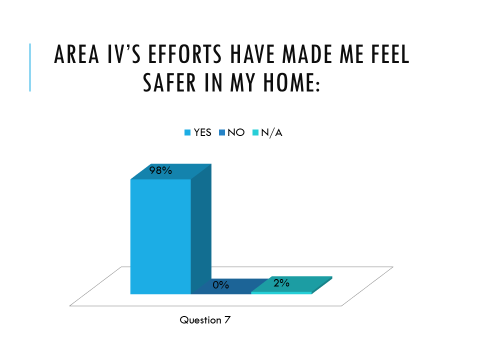 AREA IV'S EFFORTS HAVE MADE ME FEEL
SAFER IN MY HOME:
YES NO N/A
98%
0%
2%
Question 7